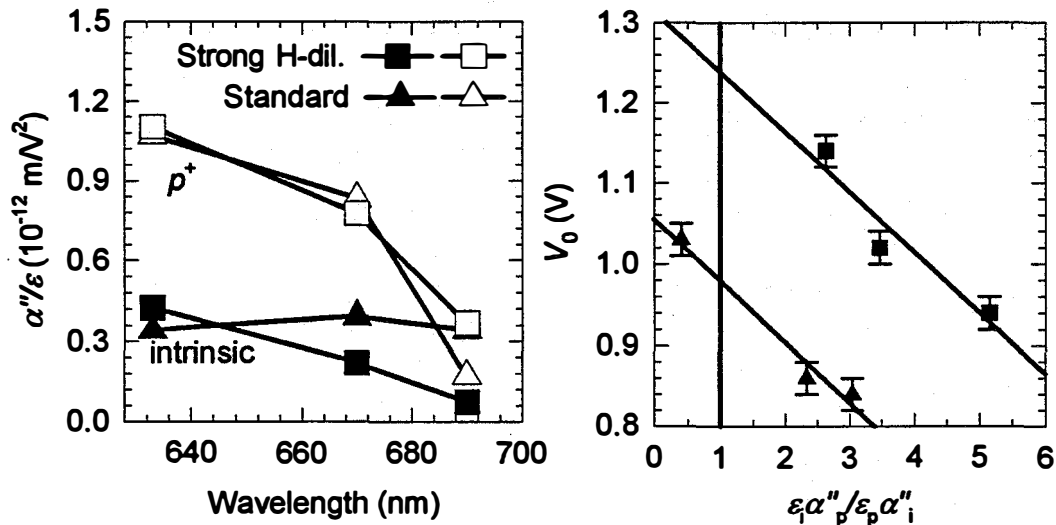 1.5
1.2
0.9
0.6
0.3
0.0
α"/ε (10⁻¹² m/V²)
Strong H-dil.
Standard
p⁺
intrinsic
640
660
680
700
Wavelength (nm)
1.3
1.2
1.1
1.0
0.9
0.8
V₀ (V)
0
1
2
3
4
5
6
εᵢα"ₚ/εₚα"ᵢ